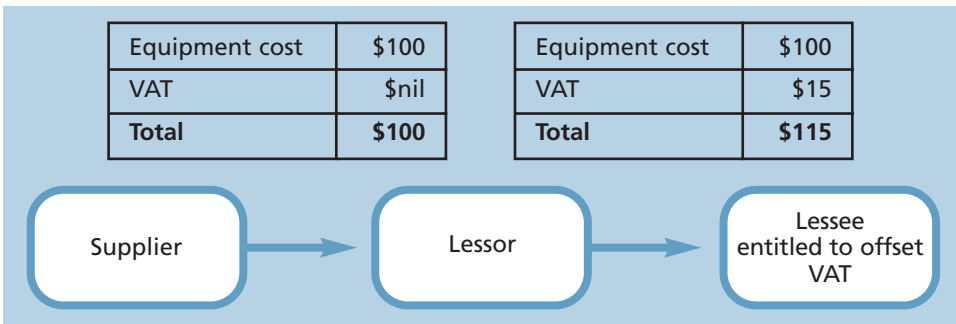 Equipment cost $100
VAT $nil
Total $100
Equipment cost $100
VAT $15
Total $115
Supplier
Lessor
Lessee
entitled to offset
VAT